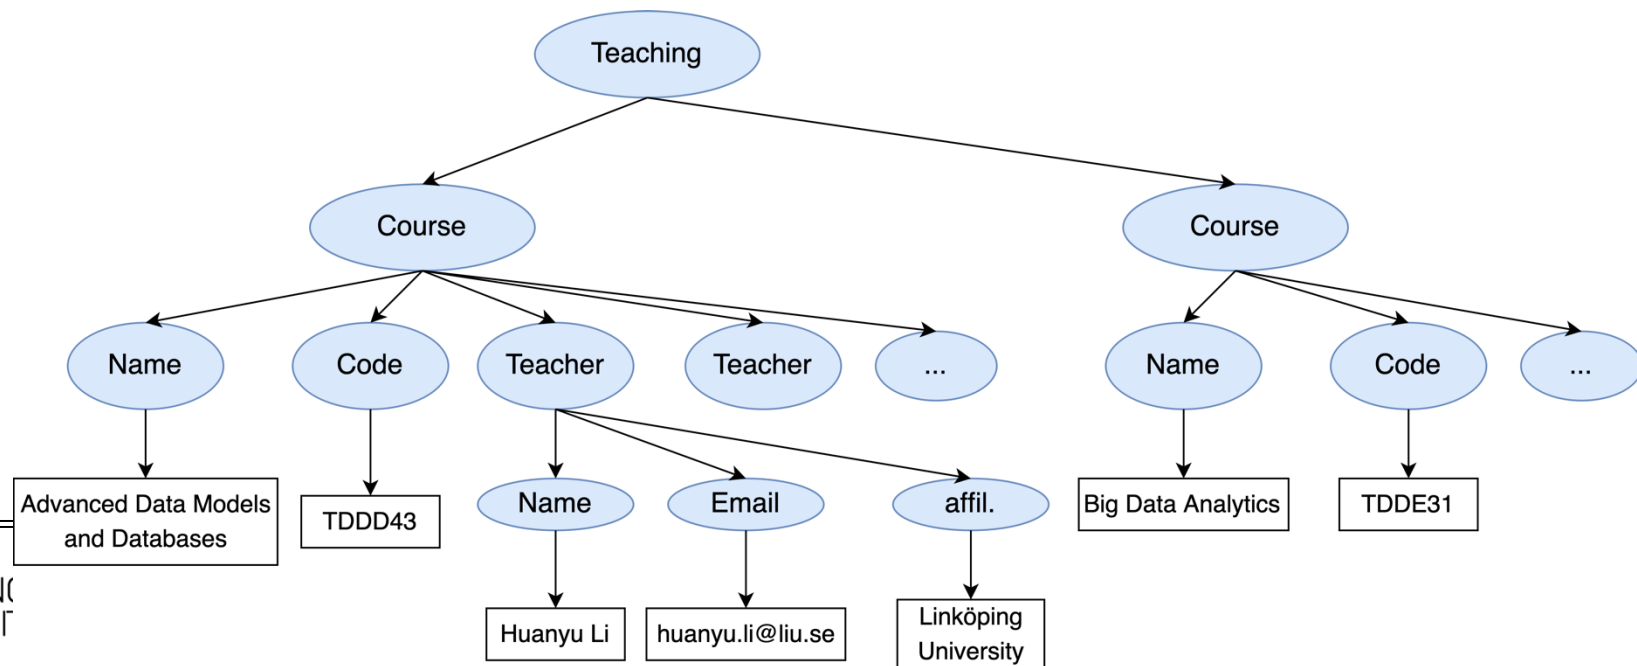 Teaching
Course
Course
Name
Code
Teacher
Teacher
...
Name
Code
...
Advanced Data Models
and Databases
TDDD43
Name
Email
affil.
Big Data Analytics
TDDE31
Huanyu Li
huanyu.li@liu.se
Linköping
University